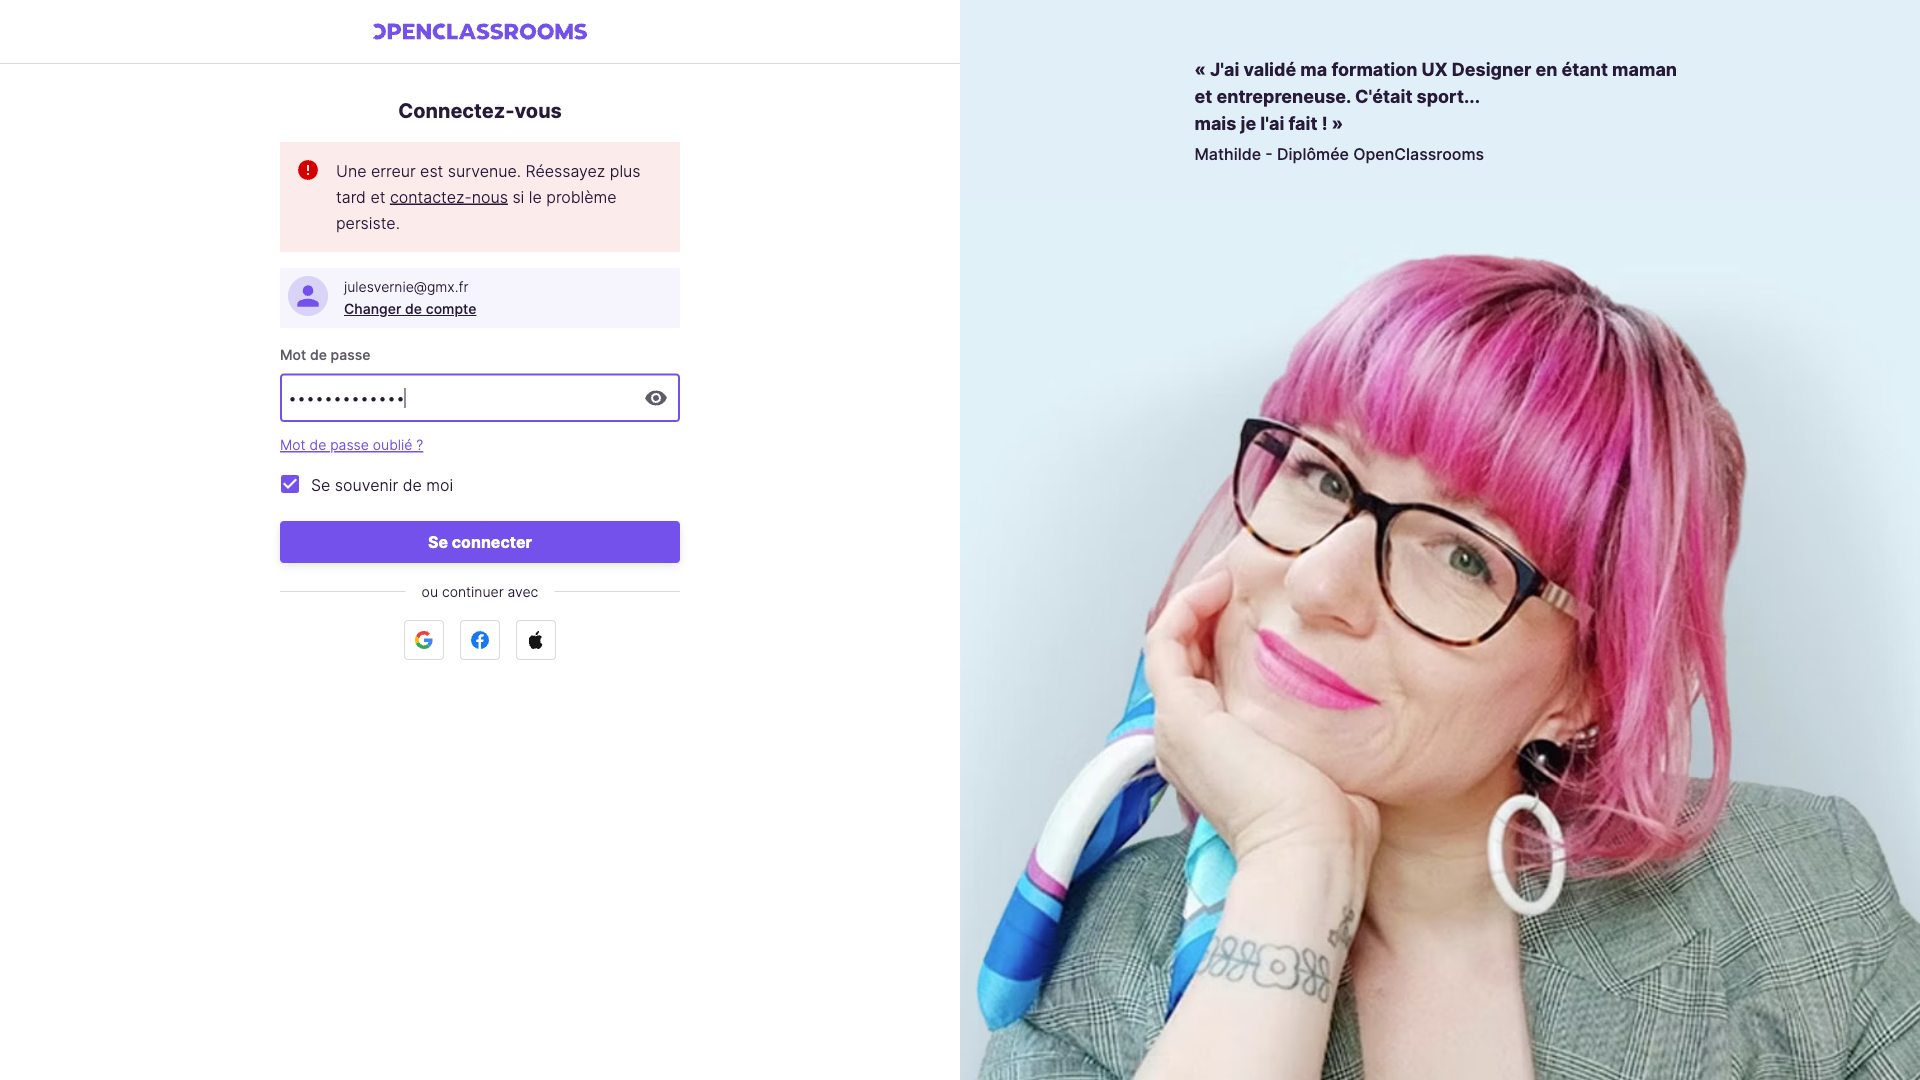 OPENCLASSROOMS
Connectez-vous
Une erreur est survenue. Réessayez plus
tard et contactez-nous si le problème
persiste.
julesvernie@gmx.fr
Changer de compte
Mot de passe
•••••••••••••
Mot de passe oublié ?
Se souvenir de moi
Se connecter
ou continuer avec
« J'ai validé ma formation UX Designer en étant maman
et entrepreneuse. C'était sport...
mais je l'ai fait ! »
Mathilde - Diplômée OpenClassrooms